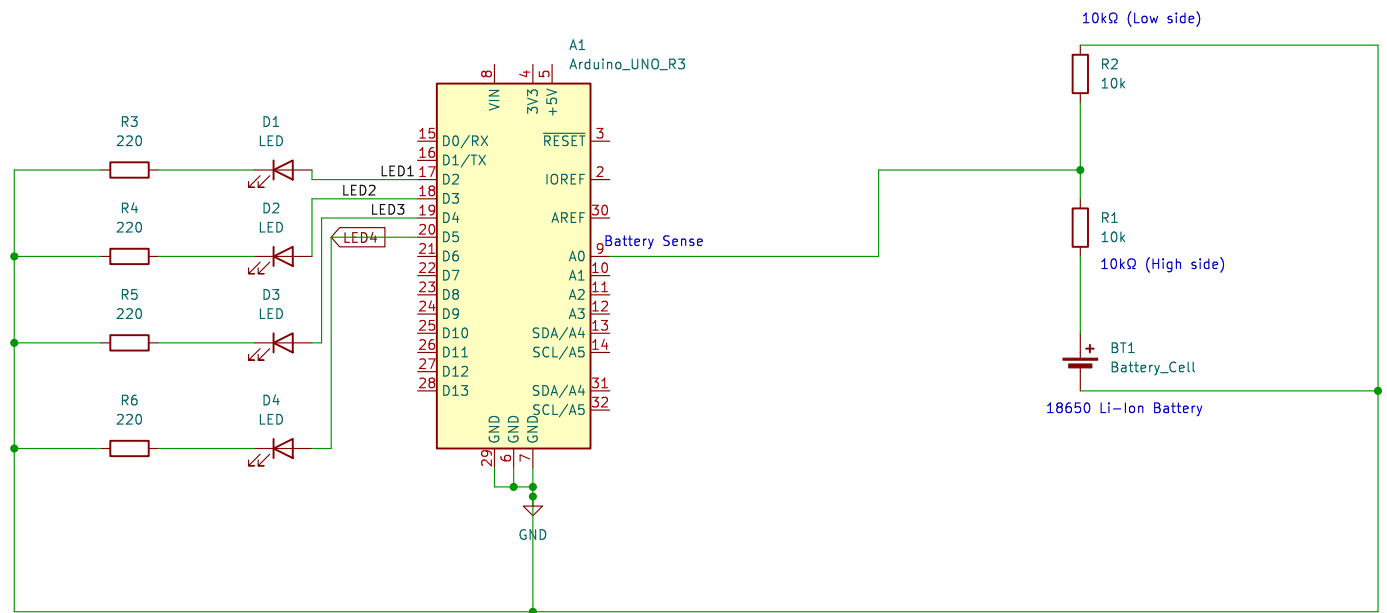 10kΩ (Low side)
A1
Arduino_UNO_R3
R2
10k
8
4
5
VIN
3V3
+5V
R3
220
D1
LED
15 D0/RX
RESET 3
16 D1/TX
LED1 17 D2
IOREF 2
LED2 18 D3
R4
220
D2
LED
LED3 19 D4
AREF 30
R1
10k
LED4 20 D5
Battery Sense
21 D6
A0 9
10kΩ (High side)
22 D7
A1 10
23 D8
A2 11
R5
220
D3
LED
24 D9
A3 12
25 D10
SDA/A4 13
26 D11
SCL/A5 14
+ BT1
Battery_Cell
27 D12
28 D13
SDA/A4 31
SCL/A5 32
18650 Li-Ion Battery
R6
220
D4
LED
GND
GND
GND
29
6
7
GND